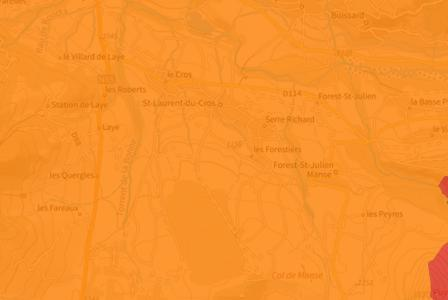 Buissard
le Villard de Laye
le Cros
les Roberts
D114
Forest-St-Julien
Station de Laye
St-Laurent-du-Cros
la Basse P
Serre Richard
Laye
les Forestiers
Forest-St-Julien
Manse
les Quergles
les Fareaux
les Peyres
Col de Manse